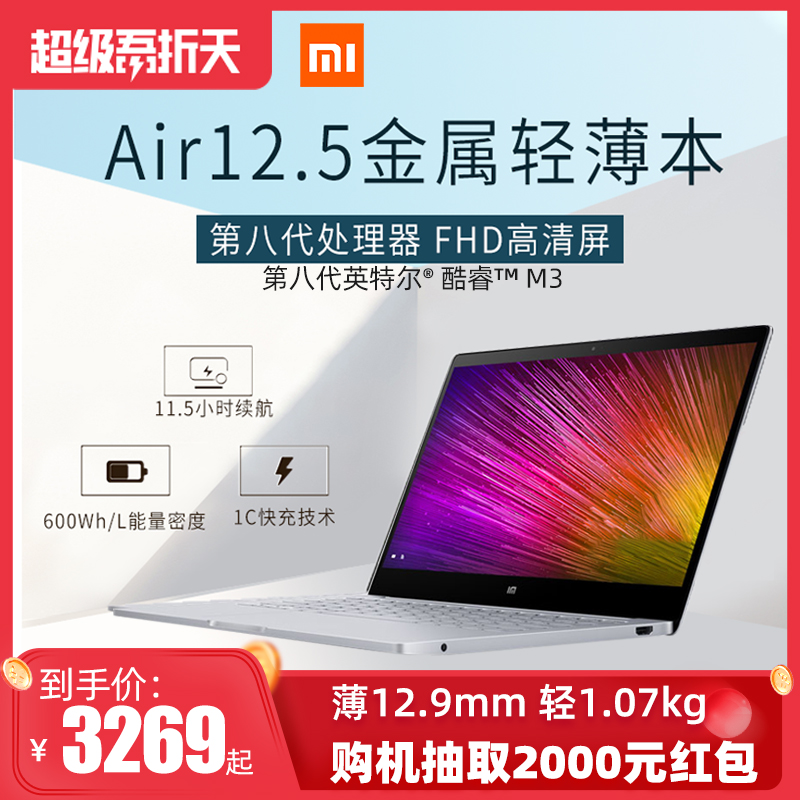 超级吾折天
mi
Air12.5金属轻薄本
第八代处理器 FHD高清屏
第八代英特尔® 酷睿™ M3
11.5小时续航
600Wh/L能量密度
1C快充技术
到手价:
¥3269起
薄12.9mm 轻1.07kg
购机抽取2000元红包